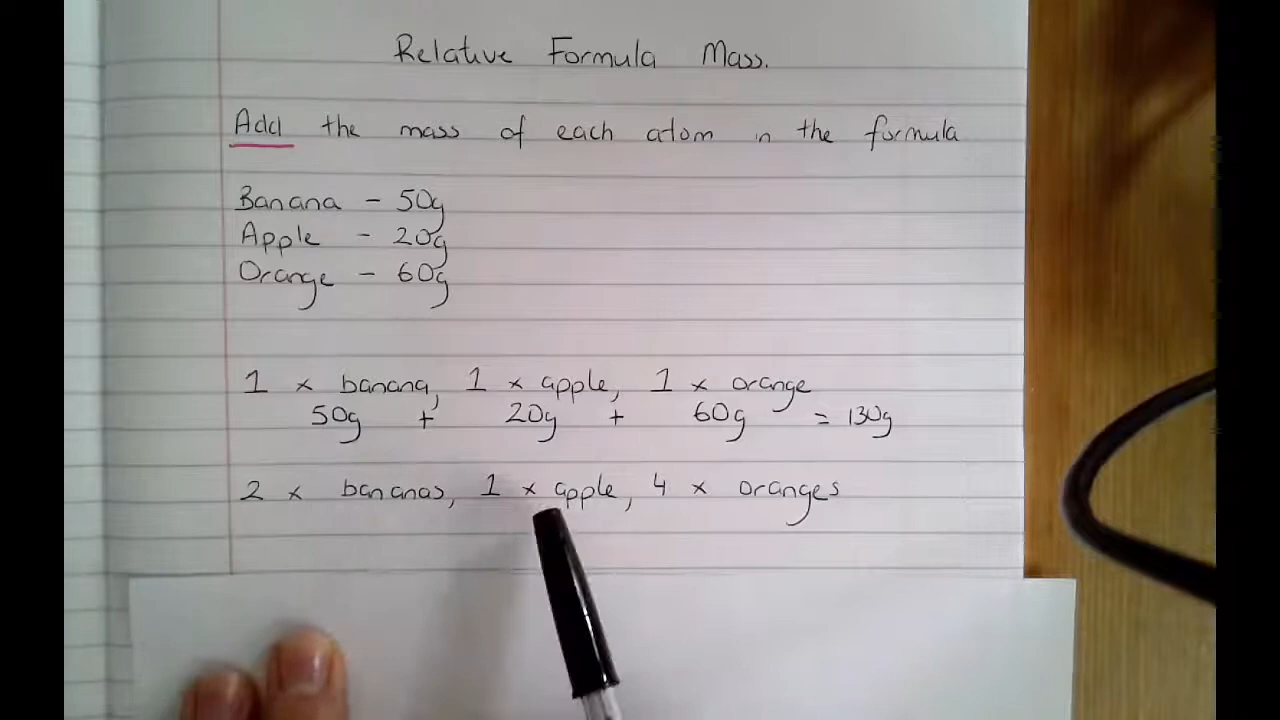 Relative Formula Mass.
Add the mass of each atom in the formula
Banana - 50g
Apple - 20g
Orange - 60g
1 x banana, 1 x apple, 1 x orange
50g + 20g + 60g = 130g
2 x bananas, 1 x apple, 4 x oranges